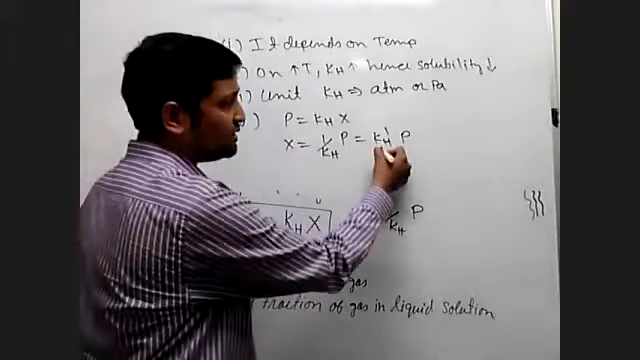 (i) It depends on Temp
) On ↑T, KH↑ hence solubility ↓
) Unit KH ⇒ atm or Pa
) P = KH X
X = 1/KH P = KH' P
KH X
/KH P
gas
fraction of gas in liquid solution